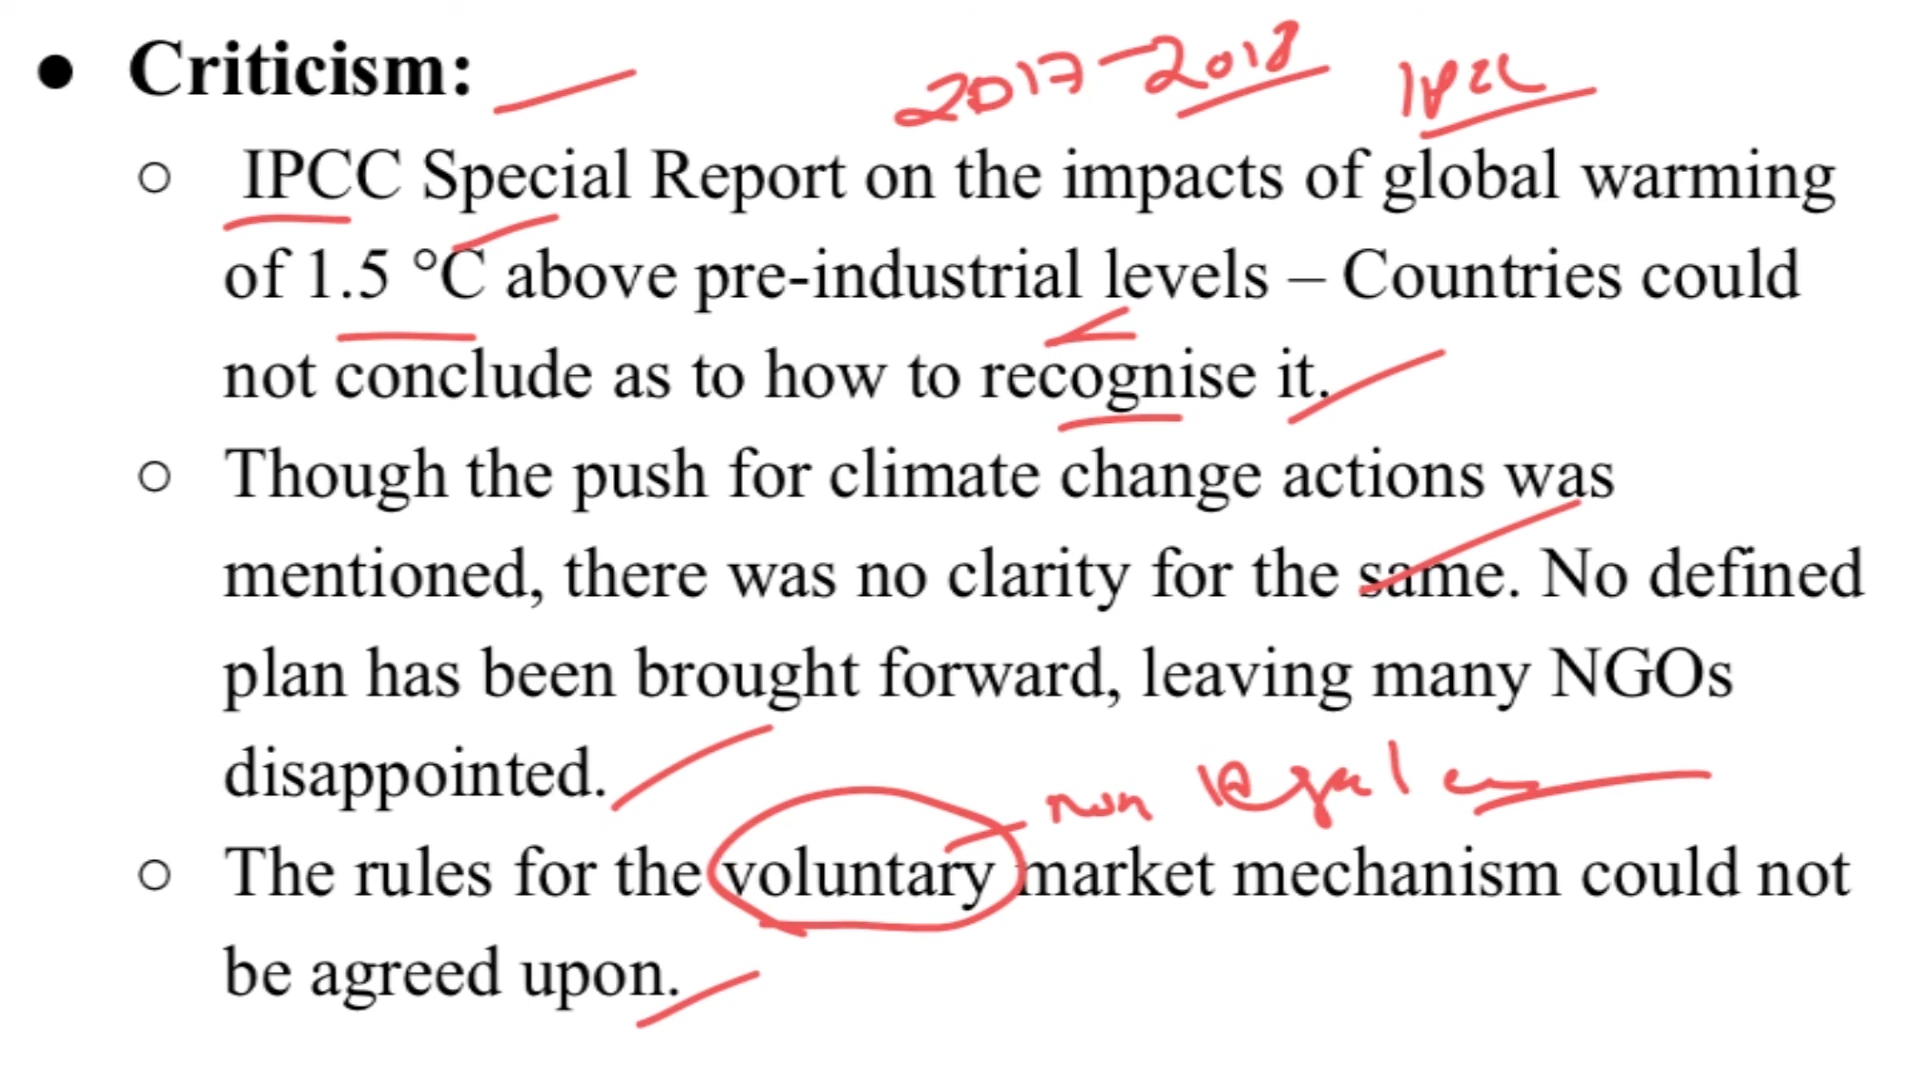 ● Criticism:
2017-2018 IPCC
○ IPCC Special Report on the impacts of global warming
of 1.5 °C above pre-industrial levels – Countries could
not conclude as to how to recognise it.
○ Though the push for climate change actions was
mentioned, there was no clarity for the same. No defined
plan has been brought forward, leaving many NGOs
disappointed.
non legal
○ The rules for the voluntary market mechanism could not
be agreed upon.